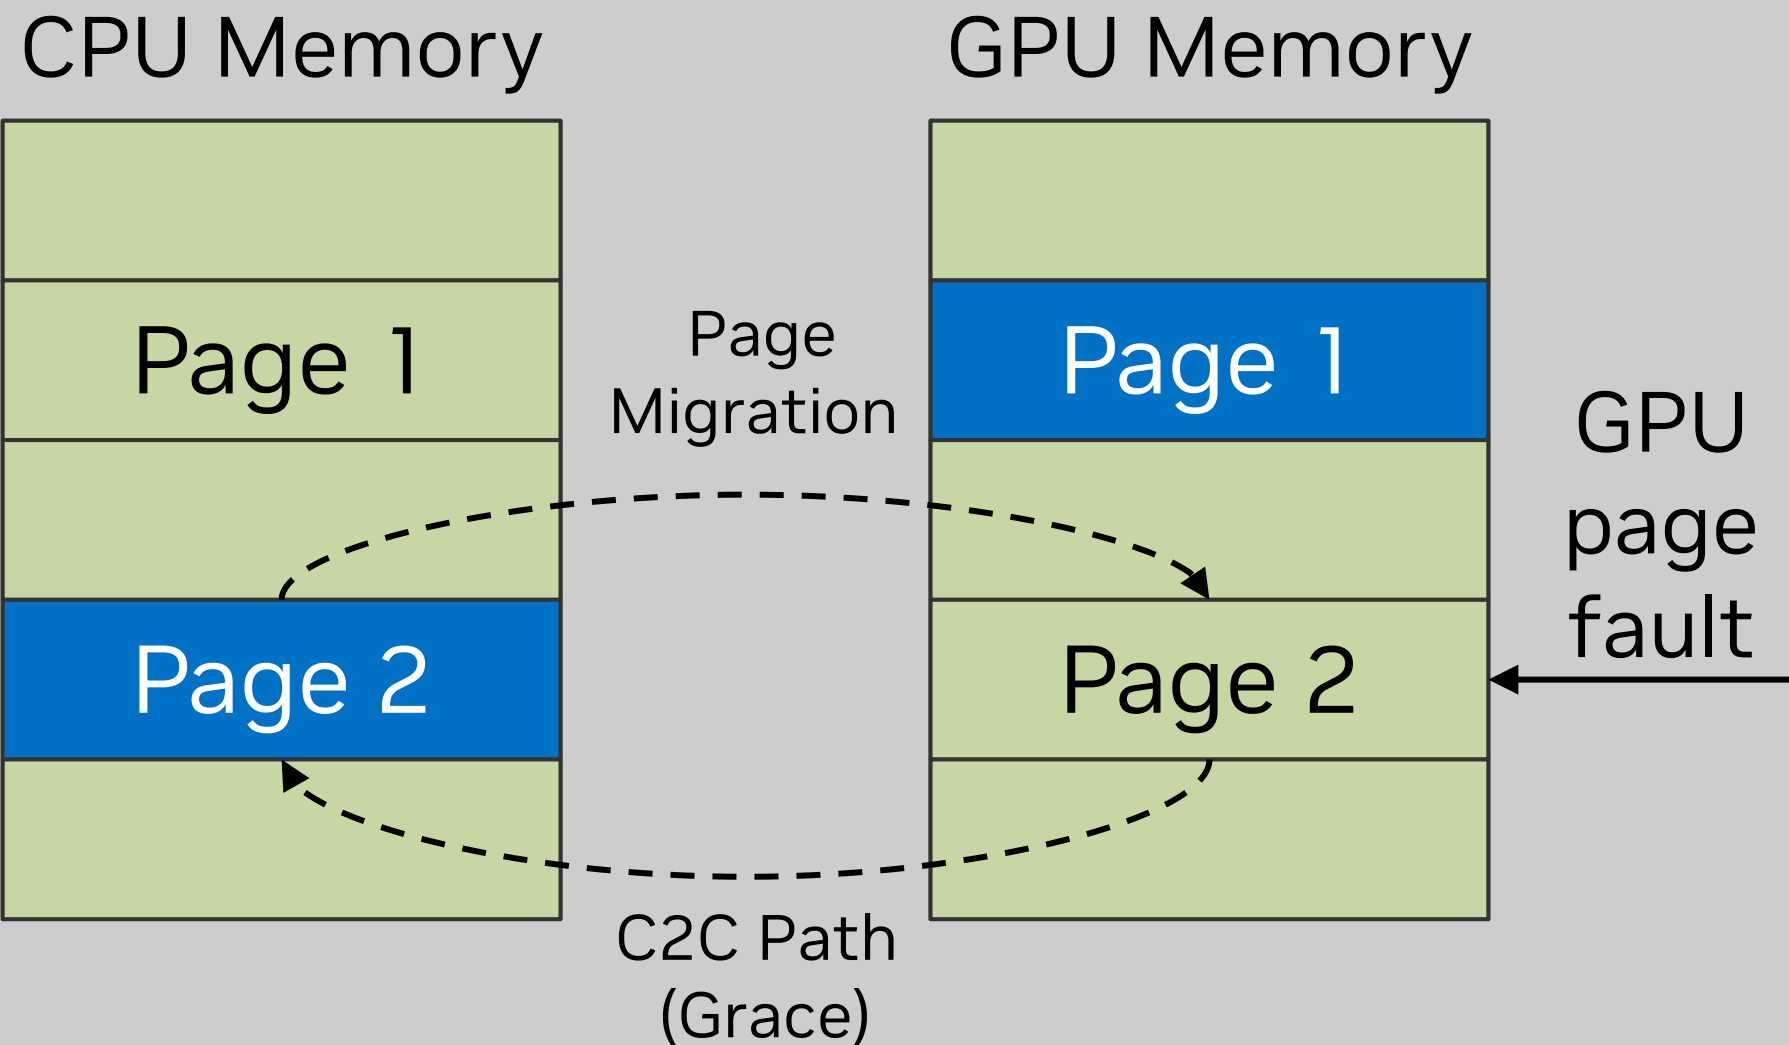 CPU Memory
GPU Memory
Page 1
Page
Migration
Page 1
GPU
page
fault
Page 2
Page 2
C2C Path
(Grace)